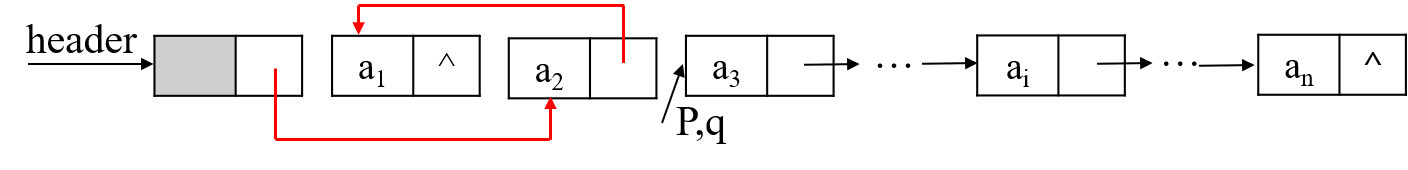 header
a1 ^ a2 a3 … ai … an ^
P,q